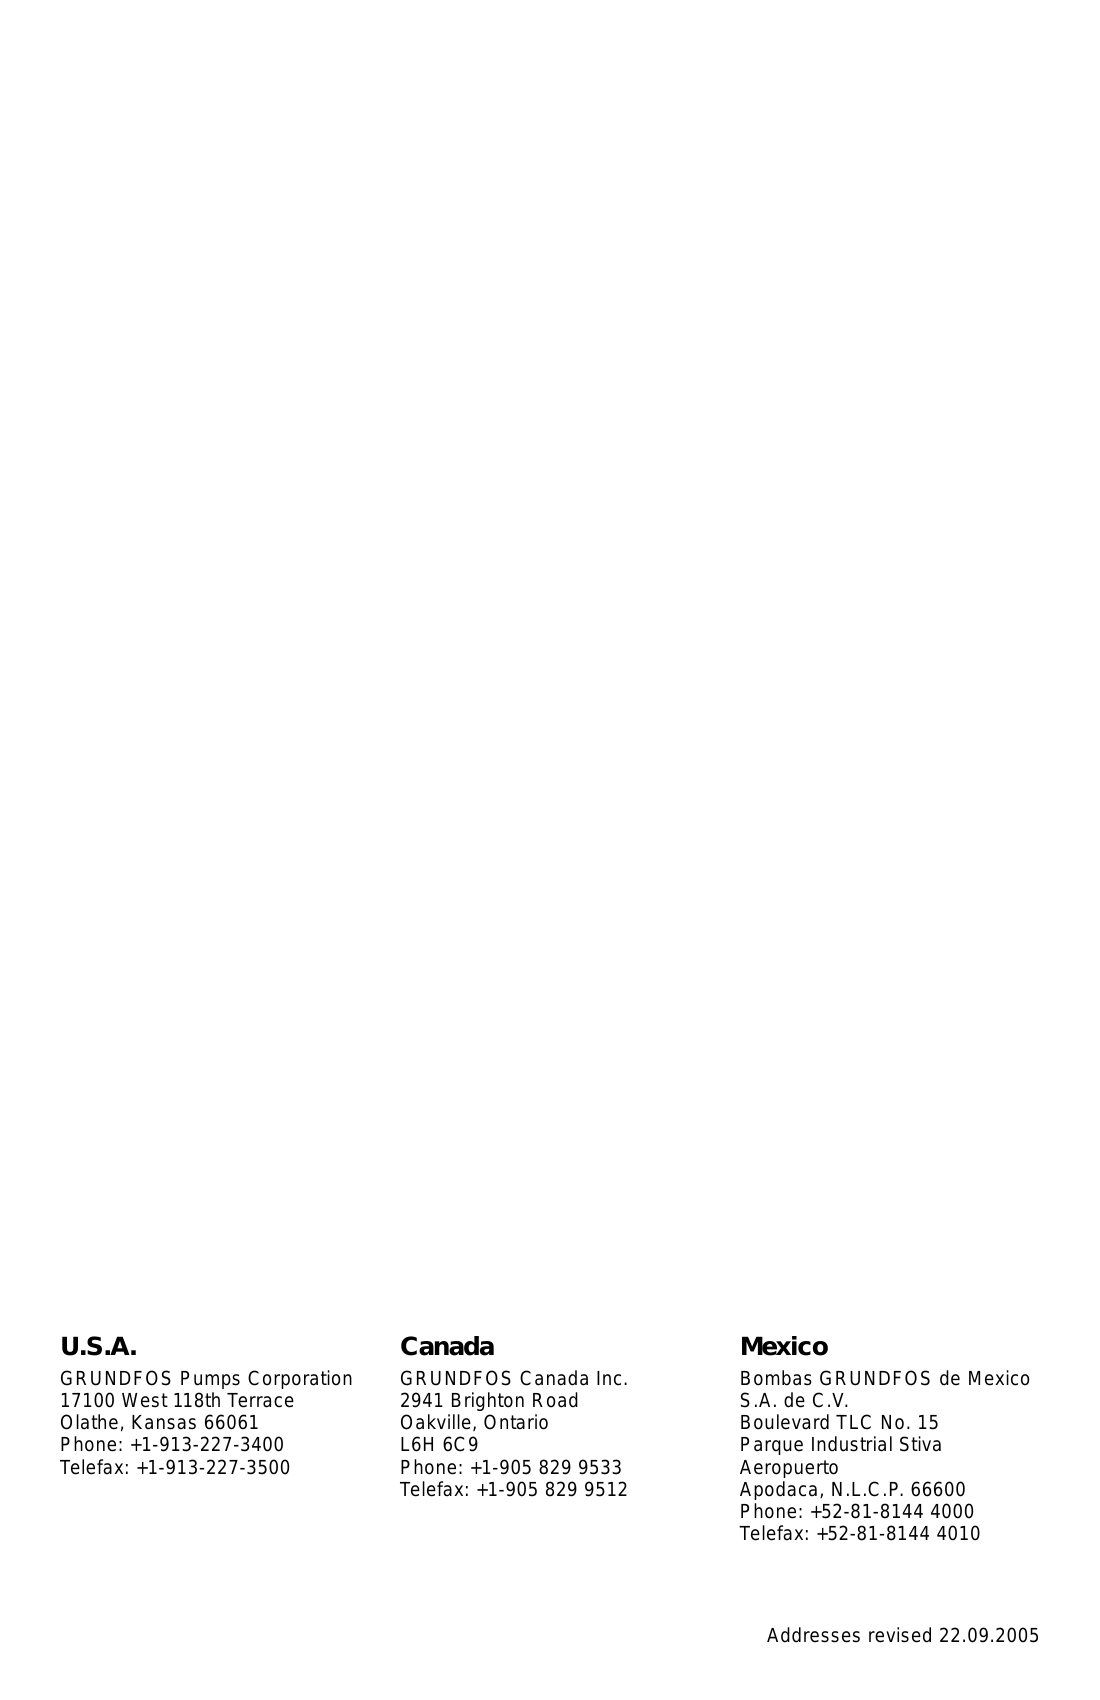 U.S.A.
GRUNDFOS Pumps Corporation
17100 West 118th Terrace
Olathe, Kansas 66061
Phone: +1-913-227-3400
Telefax: +1-913-227-3500
Canada
GRUNDFOS Canada Inc.
2941 Brighton Road
Oakville, Ontario
L6H 6C9
Phone: +1-905 829 9533
Telefax: +1-905 829 9512
Mexico
Bombas GRUNDFOS de Mexico
S.A. de C.V.
Boulevard TLC No. 15
Parque Industrial Stiva
Aeropuerto
Apodaca, N.L.C.P. 66600
Phone: +52-81-8144 4000
Telefax: +52-81-8144 4010
Addresses revised 22.09.2005